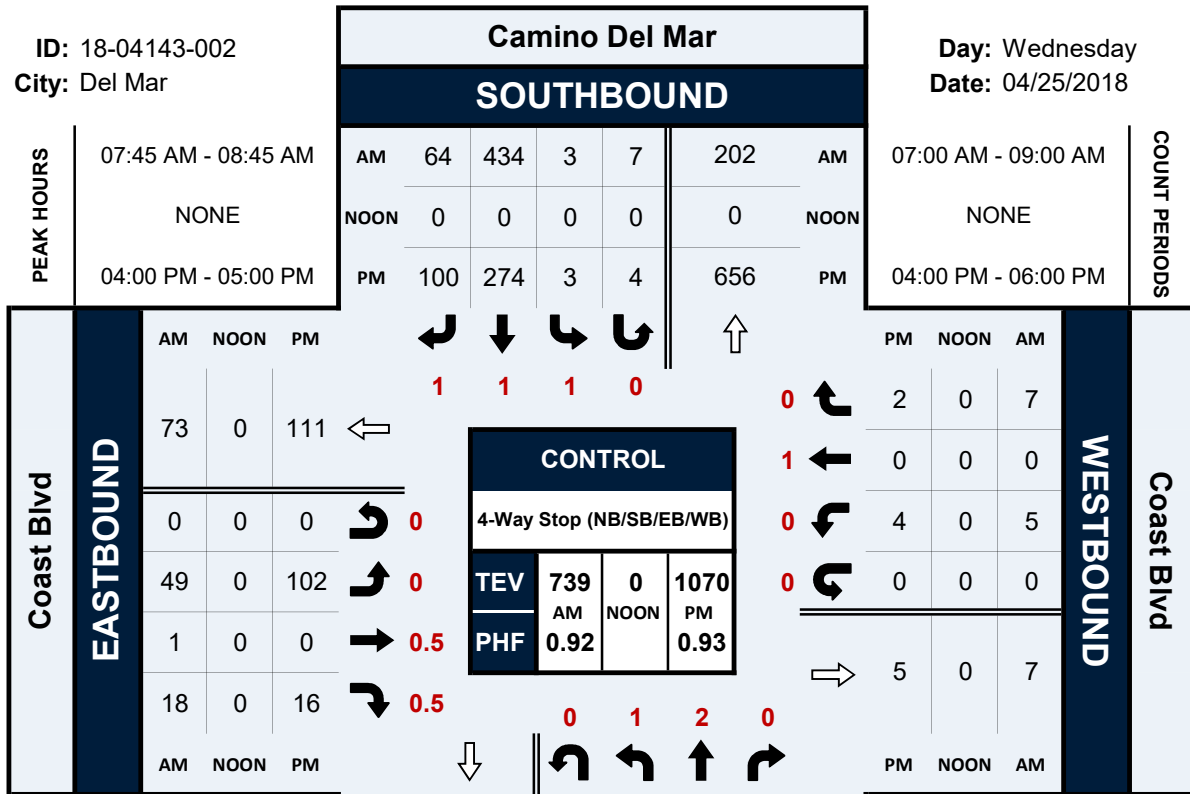 ID: 18-04143-002
City: Del Mar
Camino Del Mar
SOUTHBOUND
Day: Wednesday
Date: 04/25/2018
PEAK HOURS
07:45 AM - 08:45 AM
NONE
04:00 PM - 05:00 PM
AM 64 434 3 7 202 AM
NOON 0 0 0 0 0 NOON
PM 100 274 3 4 656 PM
07:00 AM - 09:00 AM
NONE
04:00 PM - 06:00 PM
COUNT PERIODS
1 1 1 0
Coast Blvd
EASTBOUND
AM NOON PM
73 0 111
0 0 0 0
49 0 102 0
1 0 0 0.5
18 0 16 0.5
AM NOON PM
CONTROL
4-Way Stop (NB/SB/EB/WB)
TEV 739 0 1070
AM NOON PM
PHF 0.92 0.93
PM NOON AM
0 2 0 7
1 0 0 0
0 4 0 5
0 0 0 0
5 0 7
PM NOON AM
WESTBOUND
Coast Blvd
0 1 2 0